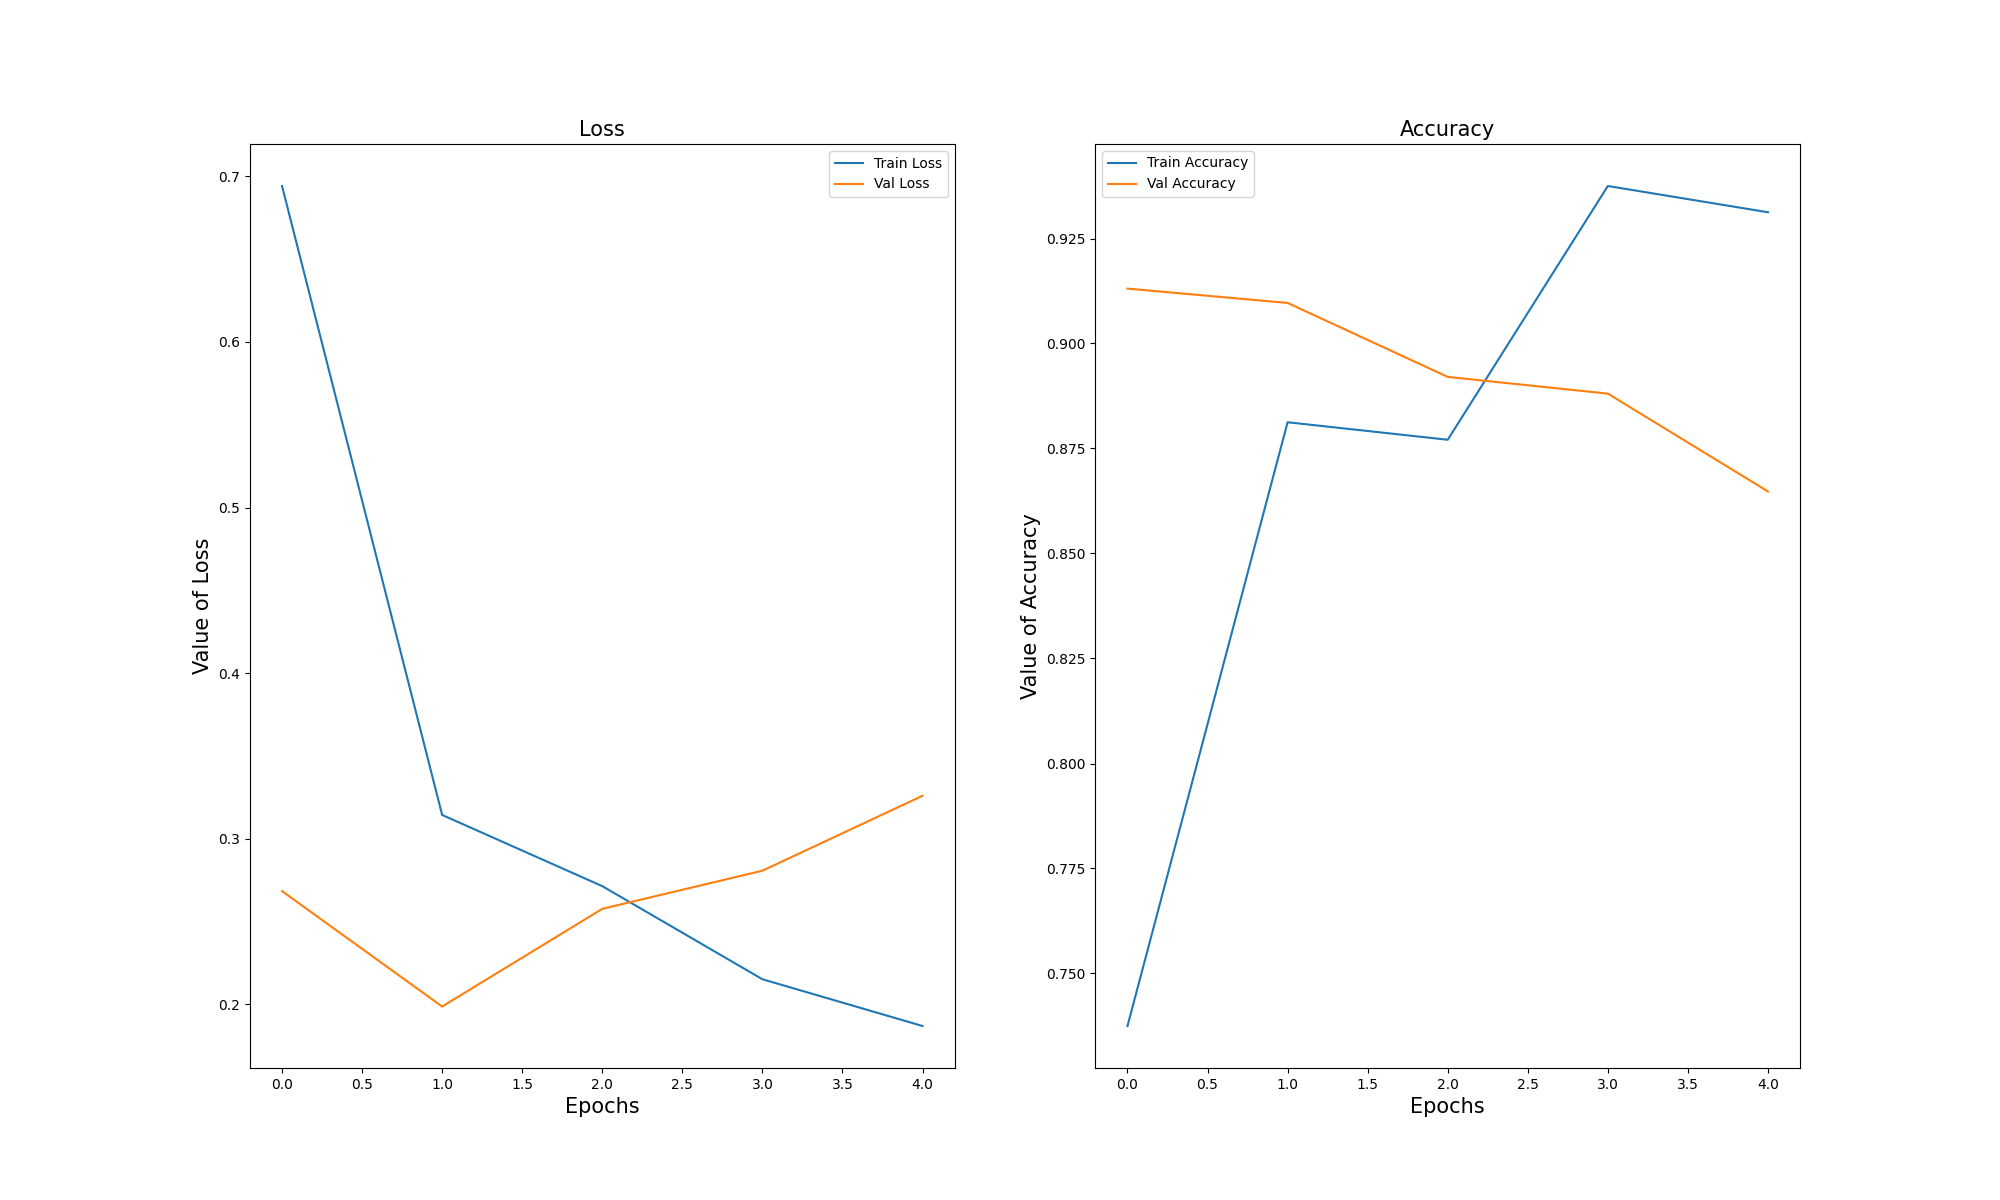 Loss
Train Loss
Val Loss
0.7
0.6
0.5
0.4
0.3
0.2
Value of Loss
0.0 0.5 1.0 1.5 2.0 2.5 3.0 3.5 4.0
Epochs
Accuracy
Train Accuracy
Val Accuracy
0.925
0.900
0.875
0.850
0.825
0.800
0.775
0.750
Value of Accuracy
0.0 0.5 1.0 1.5 2.0 2.5 3.0 3.5 4.0
Epochs